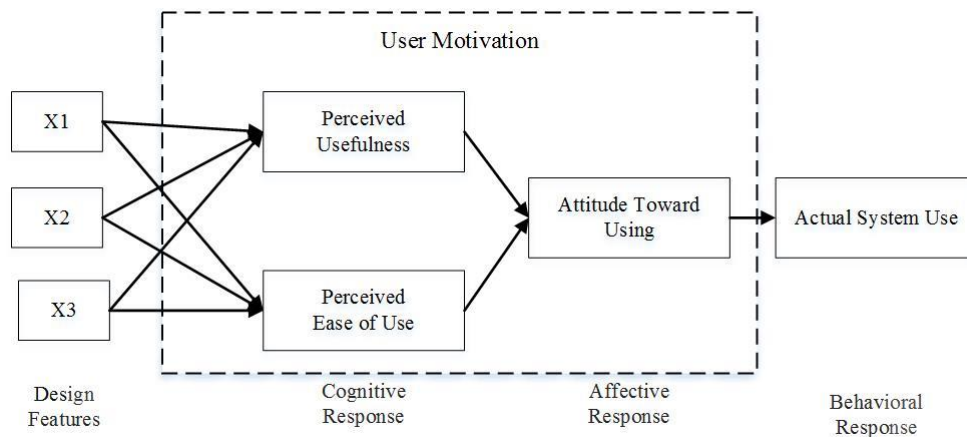 User Motivation
X1
X2
X3
Perceived
Usefulness
Perceived
Ease of Use
Attitude Toward
Using
Actual System Use
Design
Features
Cognitive
Response
Affective
Response
Behavioral
Response